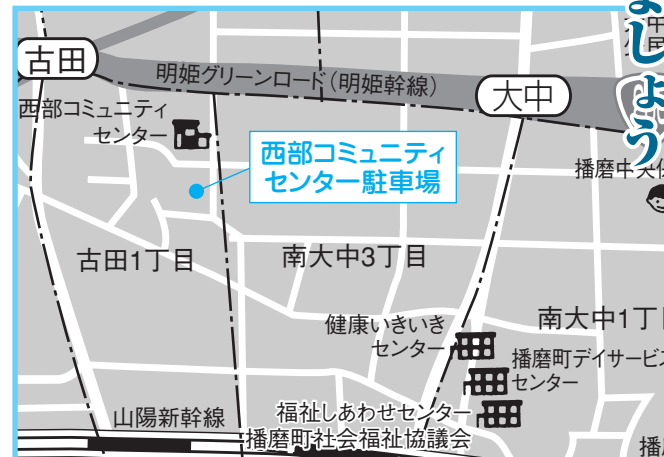 ましょう
古田
明姫グリーンロード(明姫幹線)
大中
西部コミュニティ
センター
西部コミュニティ
センター駐車場
播磨中央
古田1丁目
南大中3丁目
南大中1丁目
健康いきいき
センター
播磨町デイサービス
センター
福祉しあわせセンター
播磨町社会福祉協議会
山陽新幹線
播